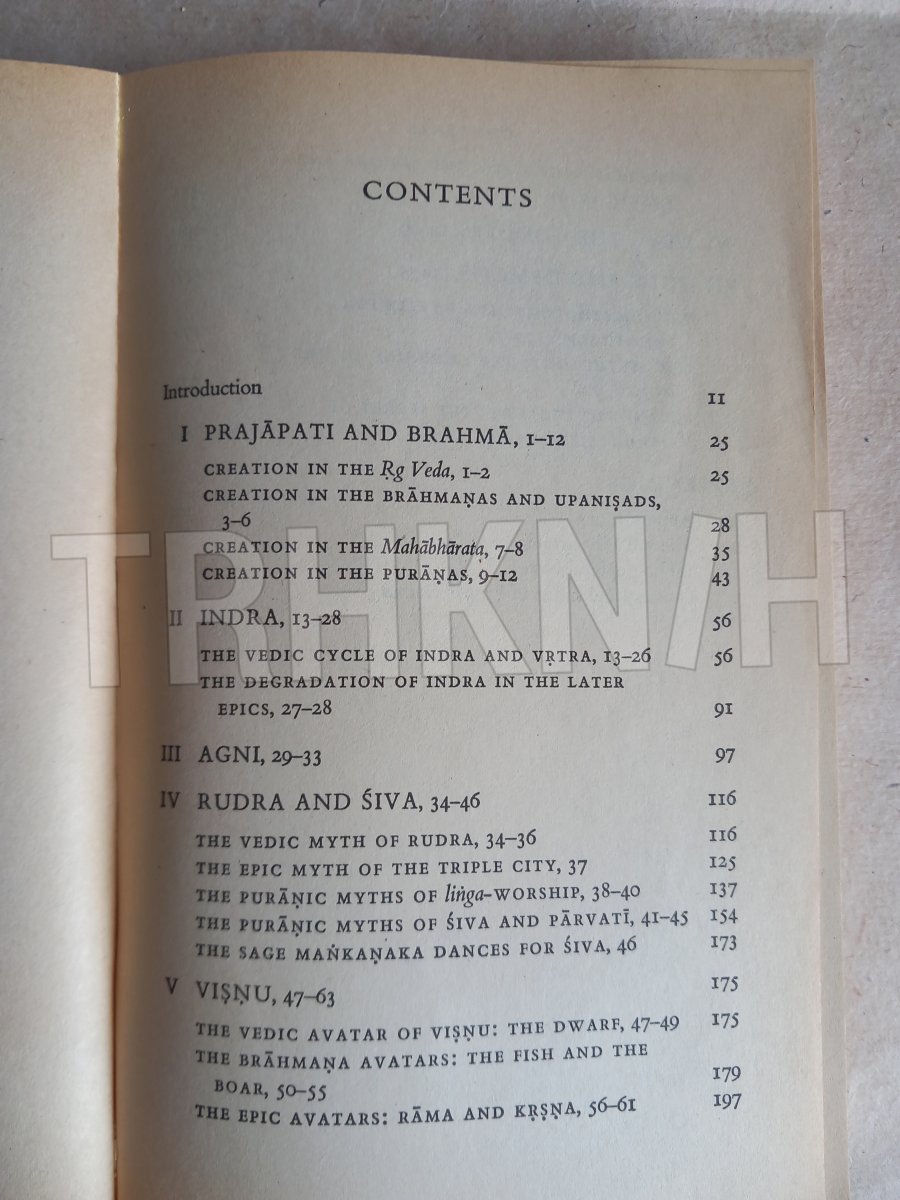 CONTENTS
Introduction 11
I PRAJĀPATI AND BRAHMĀ, 1–12 25
CREATION IN THE Ṛg Veda, 1–2 25
CREATION IN THE BRĀHMAṆAS AND UPANIṢADS,
3–6 28
CREATION IN THE Mahābhārata, 7–8 35
CREATION IN THE PURĀṆAS, 9–12 43
II INDRA, 13–28 56
THE VEDIC CYCLE OF INDRA AND VṚTRA, 13–26 56
THE DEGRADATION OF INDRA IN THE LATER
EPICS, 27–28 91
III AGNI, 29–33 97
IV RUDRA AND ŚIVA, 34–46 116
THE VEDIC MYTH OF RUDRA, 34–36 116
THE EPIC MYTH OF THE TRIPLE CITY, 37 125
THE PURĀṆIC MYTHS OF liṅga-WORSHIP, 38–40 137
THE PURĀṆIC MYTHS OF ŚIVA AND PĀRVATĪ, 41–45 154
THE SAGE MAṄKAṆAKA DANCES FOR ŚIVA, 46 173
V VIṢṆU, 47–63 175
THE VEDIC AVATAR OF VIṢṆU: THE DWARF, 47–49 175
THE BRĀHMAṆA AVATARS: THE FISH AND THE
BOAR, 50–55 179
THE EPIC AVATARS: RĀMA AND KṚṢṆA, 56–61 197
TRHKN/H